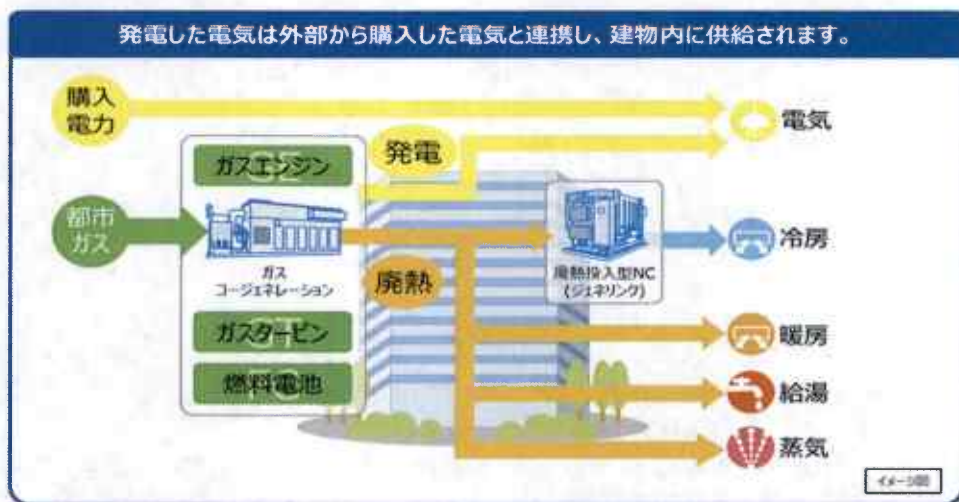 発電した電気は外部から購入した電気と連携し、建物内に供給されます。
購入
電力
電気
発電
ガスエンジン
都市
ガス
ガス
コージェネレーション
廃熱
廃熱投入型NC
(ジェネリンク)
冷房
ガスタービン
暖房
燃料電池
給湯
蒸気
イメージ図